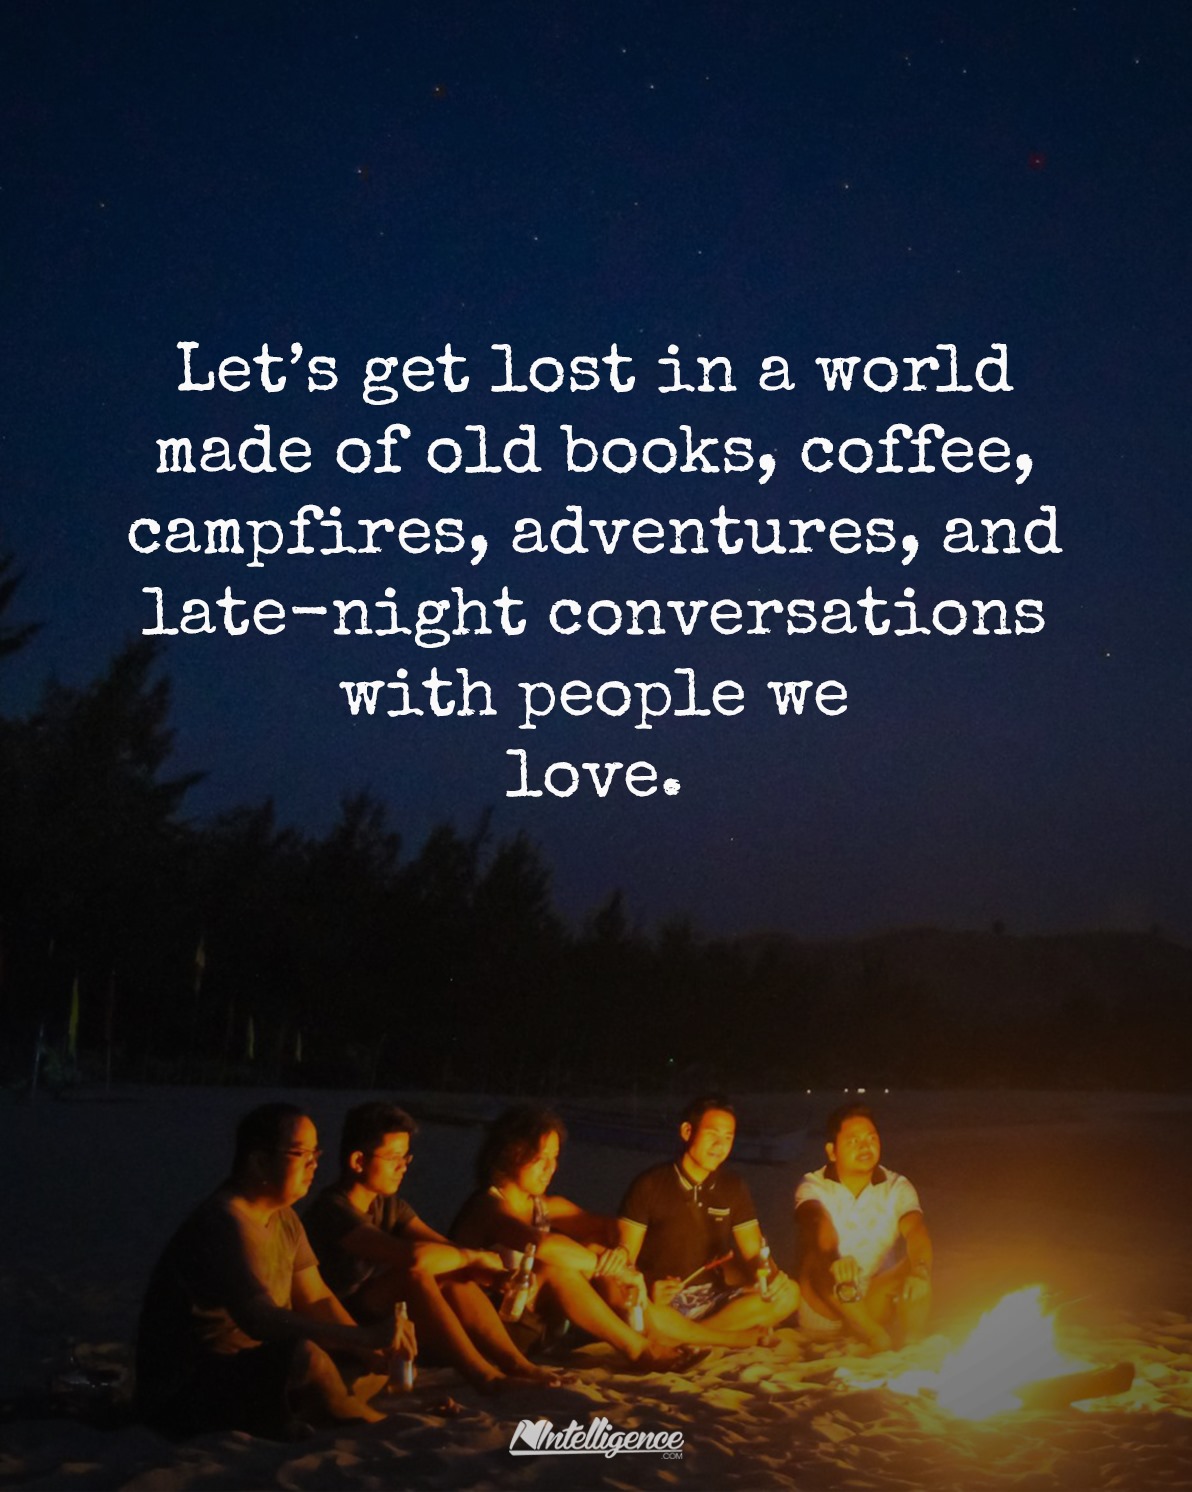 Let’s get lost in a world
made of old books, coffee,
campfires, adventures, and
late-night conversations
with people we
love.
Intelligence
.COM